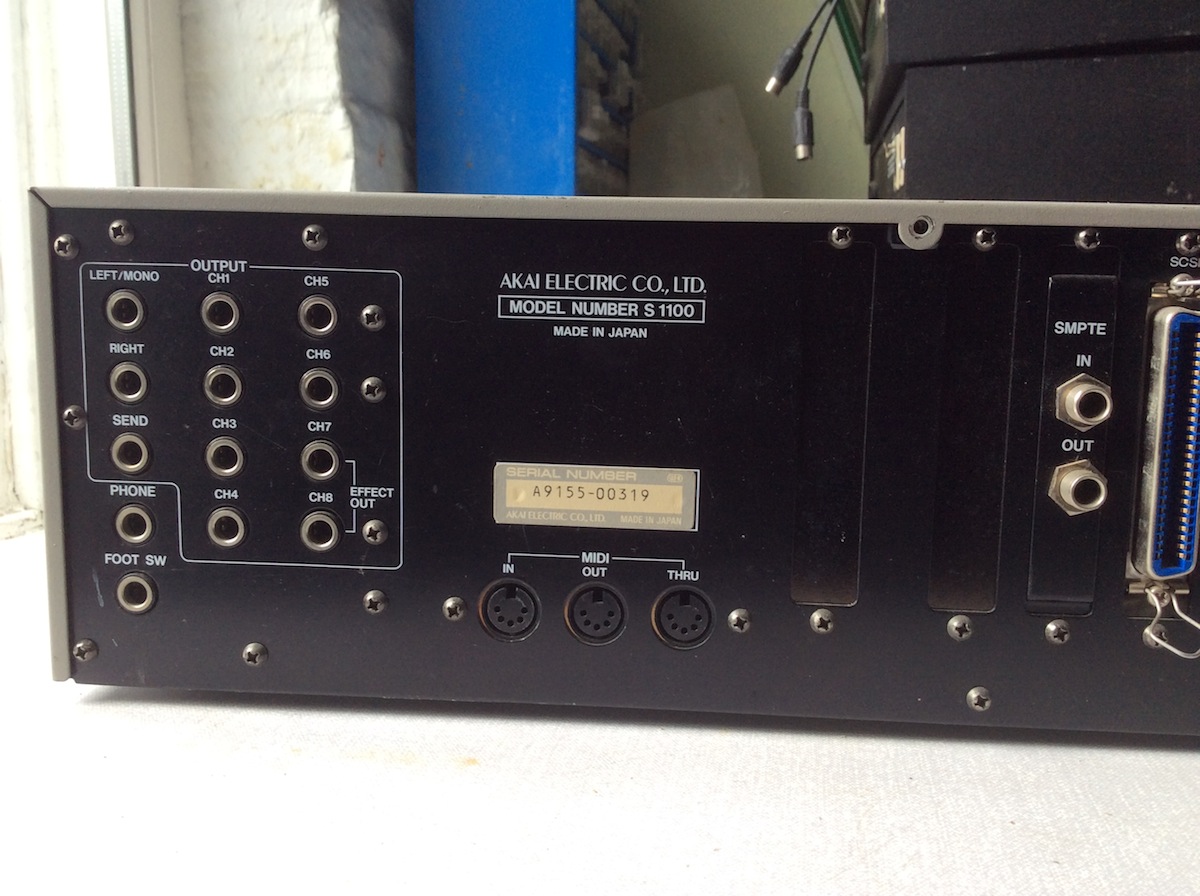 OUTPUT
LEFT/MONO
CH1
CH5
RIGHT
CH2
CH6
SEND
CH3
CH7
PHONE
CH4
CH8
EFFECT
OUT
FOOT SW
AKAI ELECTRIC CO., LTD.
MODEL NUMBER S 1100
MADE IN JAPAN
SERIAL NUMBER
A9155-00319
AKAI ELECTRIC CO., LTD. MADE IN JAPAN
MIDI
IN
OUT
THRU
SMPTE
IN
OUT
SCSI